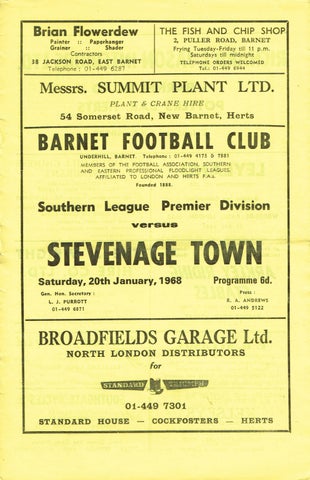 Brian Flowerdew
Painter :: Paperhanger
Grainer :: Shader
Contractors
38 JACKSON ROAD, EAST BARNET
Telephone : 01-449 6287
THE FISH AND CHIP SHOP
2, PULLER ROAD, BARNET
Frying Tuesday-Friday till 11 p.m.
Saturdays till midnight
TELEPHONE ORDERS WELCOMED
Tel.: 01-449 6944
Messrs. SUMMIT PLANT LTD.
PLANT & CRANE HIRE
54 Somerset Road, New Barnet, Herts
BARNET FOOTBALL CLUB
UNDERHILL, BARNET. Telephone : 01-449 4173 D 7881
MEMBERS OF THE FOOTBALL ASSOCIATION, SOUTHERN
AND EASTERN PROFESSIONAL FLOODLIGHT LEAGUES.
AFFILIATED TO LONDON AND HERTS F.A.s.
Founded 1888.
Southern League Premier Division
versus
STEVENAGE TOWN
Saturday, 20th January, 1968 Programme 6d.
Gen. Hon. Secretary :
L. J. PURROTT
01-449 6871
Press :
R. A. ANDREWS
01-449 5122
BROADFIELDS GARAGE Ltd.
NORTH LONDON DISTRIBUTORS
for
STANDARD TRIUMPH
01-449 7301
STANDARD HOUSE — COCKFOSTERS — HERTS